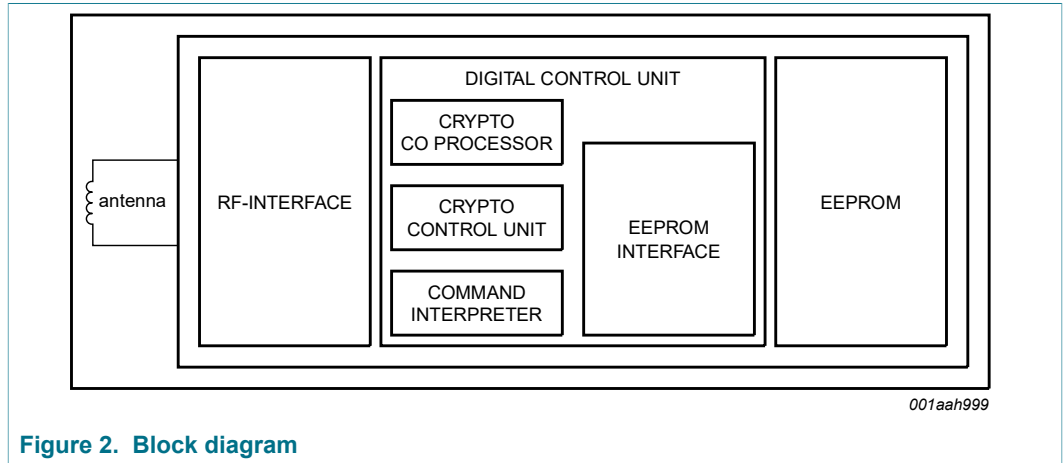 antenna
RF-INTERFACE
DIGITAL CONTROL UNIT
CRYPTO
CO PROCESSOR
CRYPTO
CONTROL UNIT
COMMAND
INTERPRETER
EEPROM
INTERFACE
EEPROM
001aah999
Figure 2. Block diagram